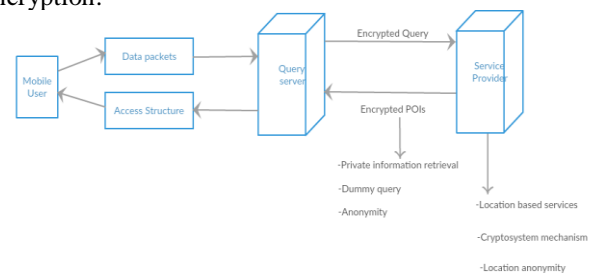 cryption.
Encrypted Query
Data packets
Mobile
User
Query
server
Service
Provider
Access Structure
Encrypted POIs
-Private information retrieval
-Dummy query
-Anonymity
-Location based services
-Cryptosystem mechanism
-Location anonymity